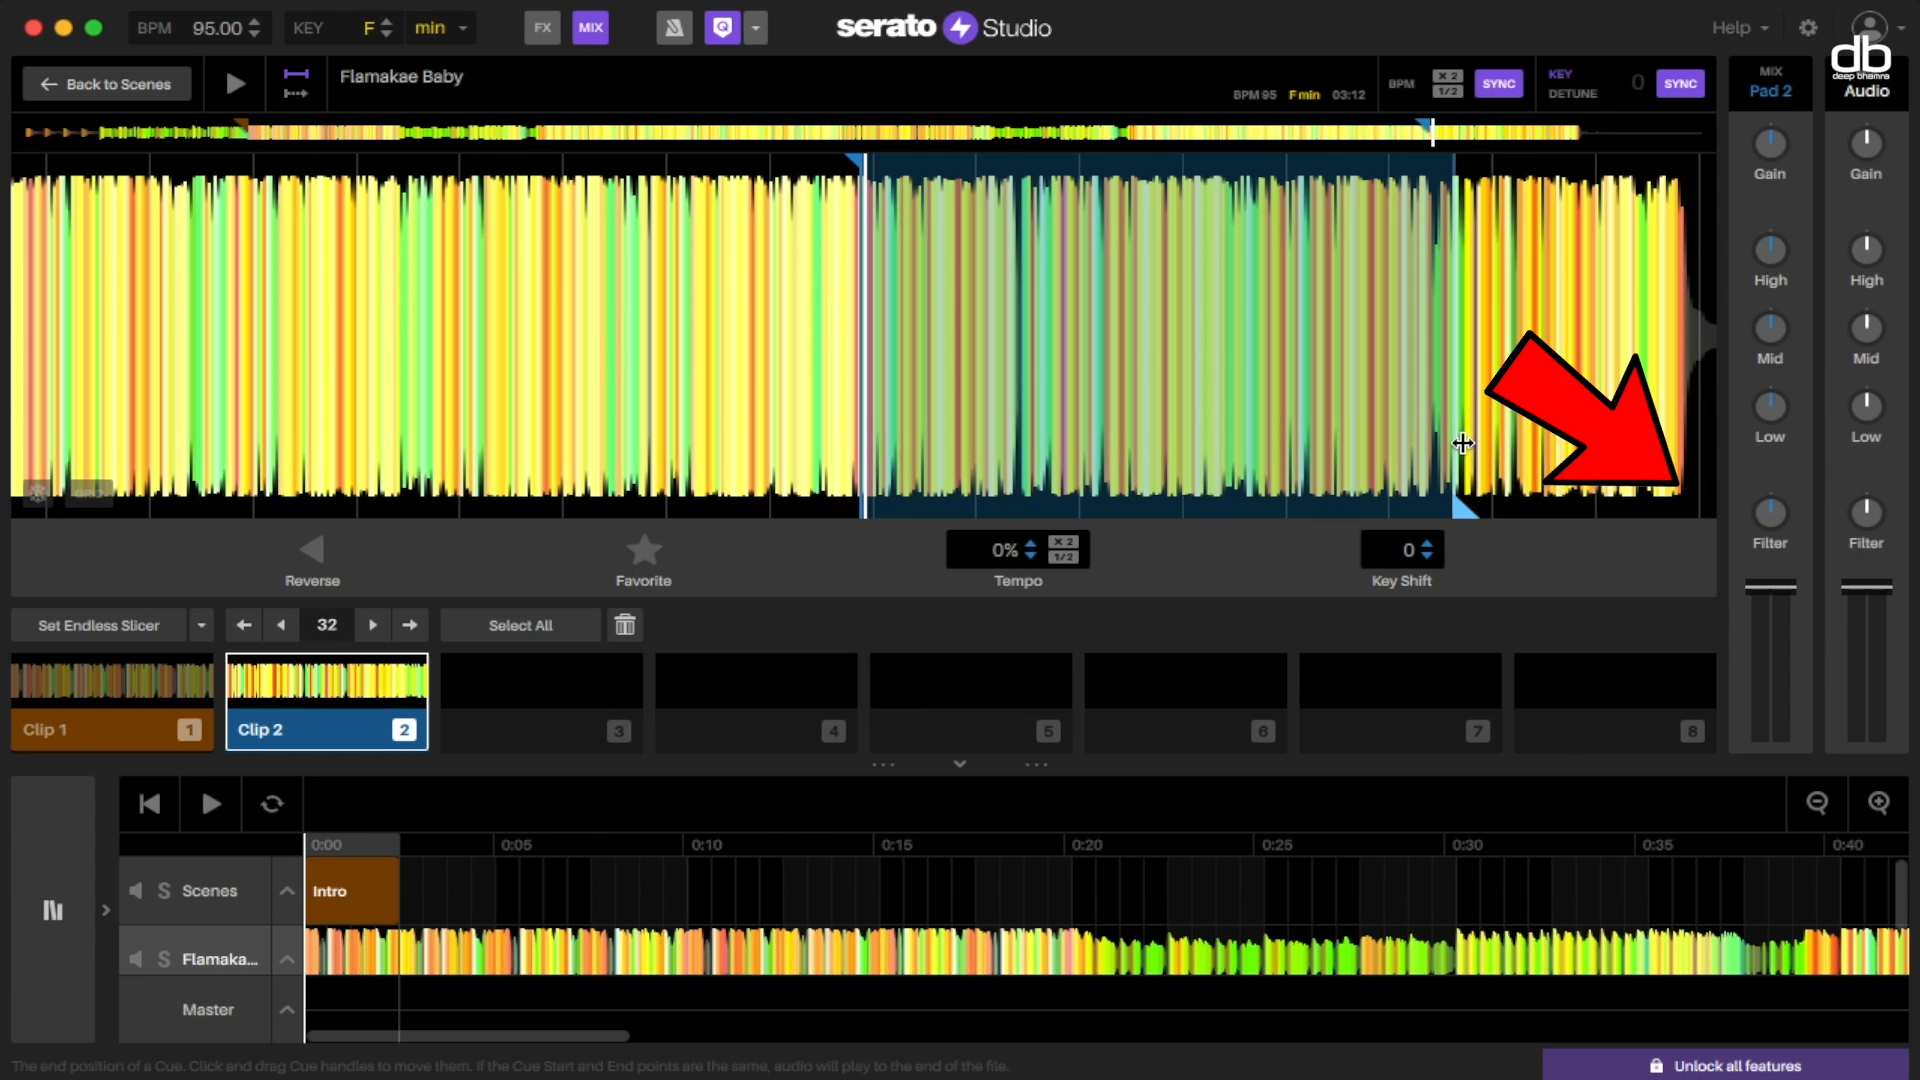 BPM 95.00 KEY F min FX MIX serato Studio Help
db
deep bhamra
Back to Scenes Flamakae Baby BPM 95 F min 03:12 BPM X 2 1/2 SYNC KEY DETUNE 0 SYNC MIX Pad 2 Audio
Gain Gain
High High
Mid Mid
Low Low
Filter Filter
GRID
0% X 2 1/2 0
Reverse Favorite Tempo Key Shift
Set Endless Slicer 32 Select All
Clip 1 1 Clip 2 2 3 4 5 6 7 8
0:00 0:05 0:10 0:15 0:20 0:25 0:30 0:35 0:40
S Scenes Intro
S Flamaka...
Master
The end position of a Cue. Click and drag Cue handles to move them. If the Cue Start and End points are the same, audio will play to the end of the file.
Unlock all features